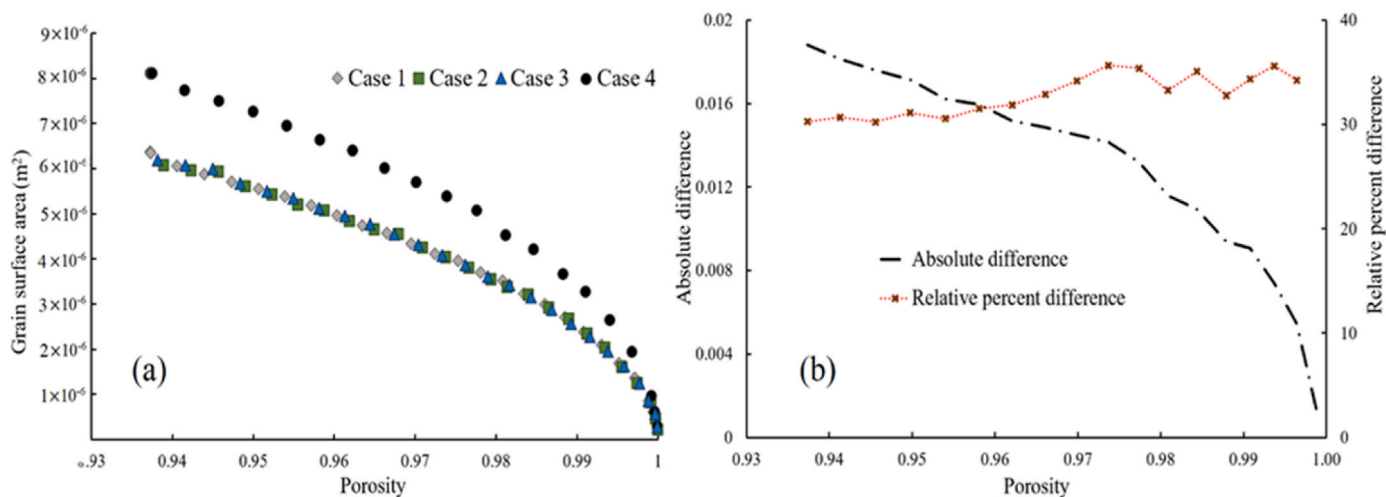 9×10⁻⁶
8×10⁻⁶
7×10⁻⁶
6×10⁻⁶
5×10⁻⁶
4×10⁻⁶
3×10⁻⁶
2×10⁻⁶
1×10⁻⁶
Grain surface area (m²)
Case 1 Case 2 Case 3 Case 4
(a)
0.93 0.94 0.95 0.96 0.97 0.98 0.99 1
Porosity
(b)
0.02
0.016
0.012
0.008
0.004
0
Absolute difference
Absolute difference
Relative percent difference
40
30
20
10
0
Relative percent difference
0.93 0.94 0.95 0.96 0.97 0.98 0.99 1.00
Porosity